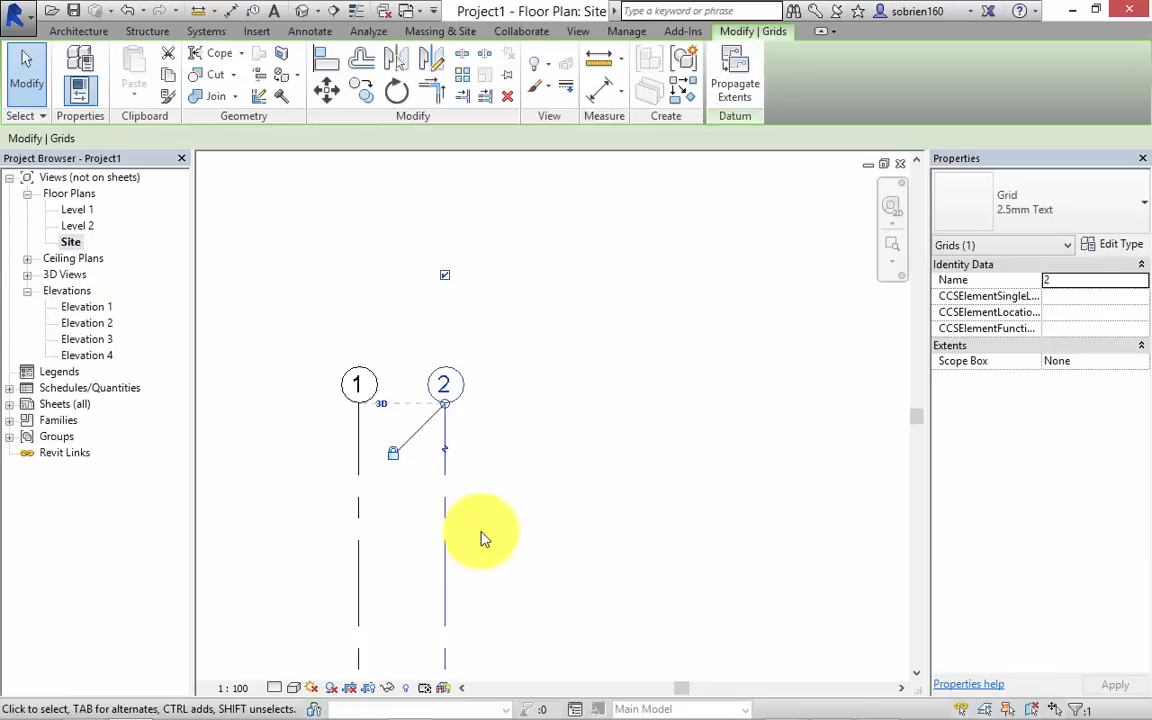 Project1 - Floor Plan: Site
Type a keyword or phrase
sobrien160
Architecture Structure Systems Insert Annotate Analyze Massing & Site Collaborate View Manage Add-Ins Modify | Grids
Modify
Paste
Cope
Cut
Join
Propagate
Extents
Select Properties Clipboard Geometry Modify View Measure Create Datum
Modify | Grids
Project Browser - Project1
Views (not on sheets)
Floor Plans
Level 1
Level 2
Site
Ceiling Plans
3D Views
Elevations
Elevation 1
Elevation 2
Elevation 3
Elevation 4
Legends
Schedules/Quantities
Sheets (all)
Families
Groups
Revit Links
2D
1 2
3D
Properties
Grid
2.5mm Text
Grids (1) Edit Type
Identity Data
Name 2
CCSElementSingleL...
CCSElementLocatio...
CCSElementFuncti...
Extents
Scope Box None
Properties help Apply
1 : 100
Click to select, TAB for alternates, CTRL adds, SHIFT unselects.
:0
Main Model
:1